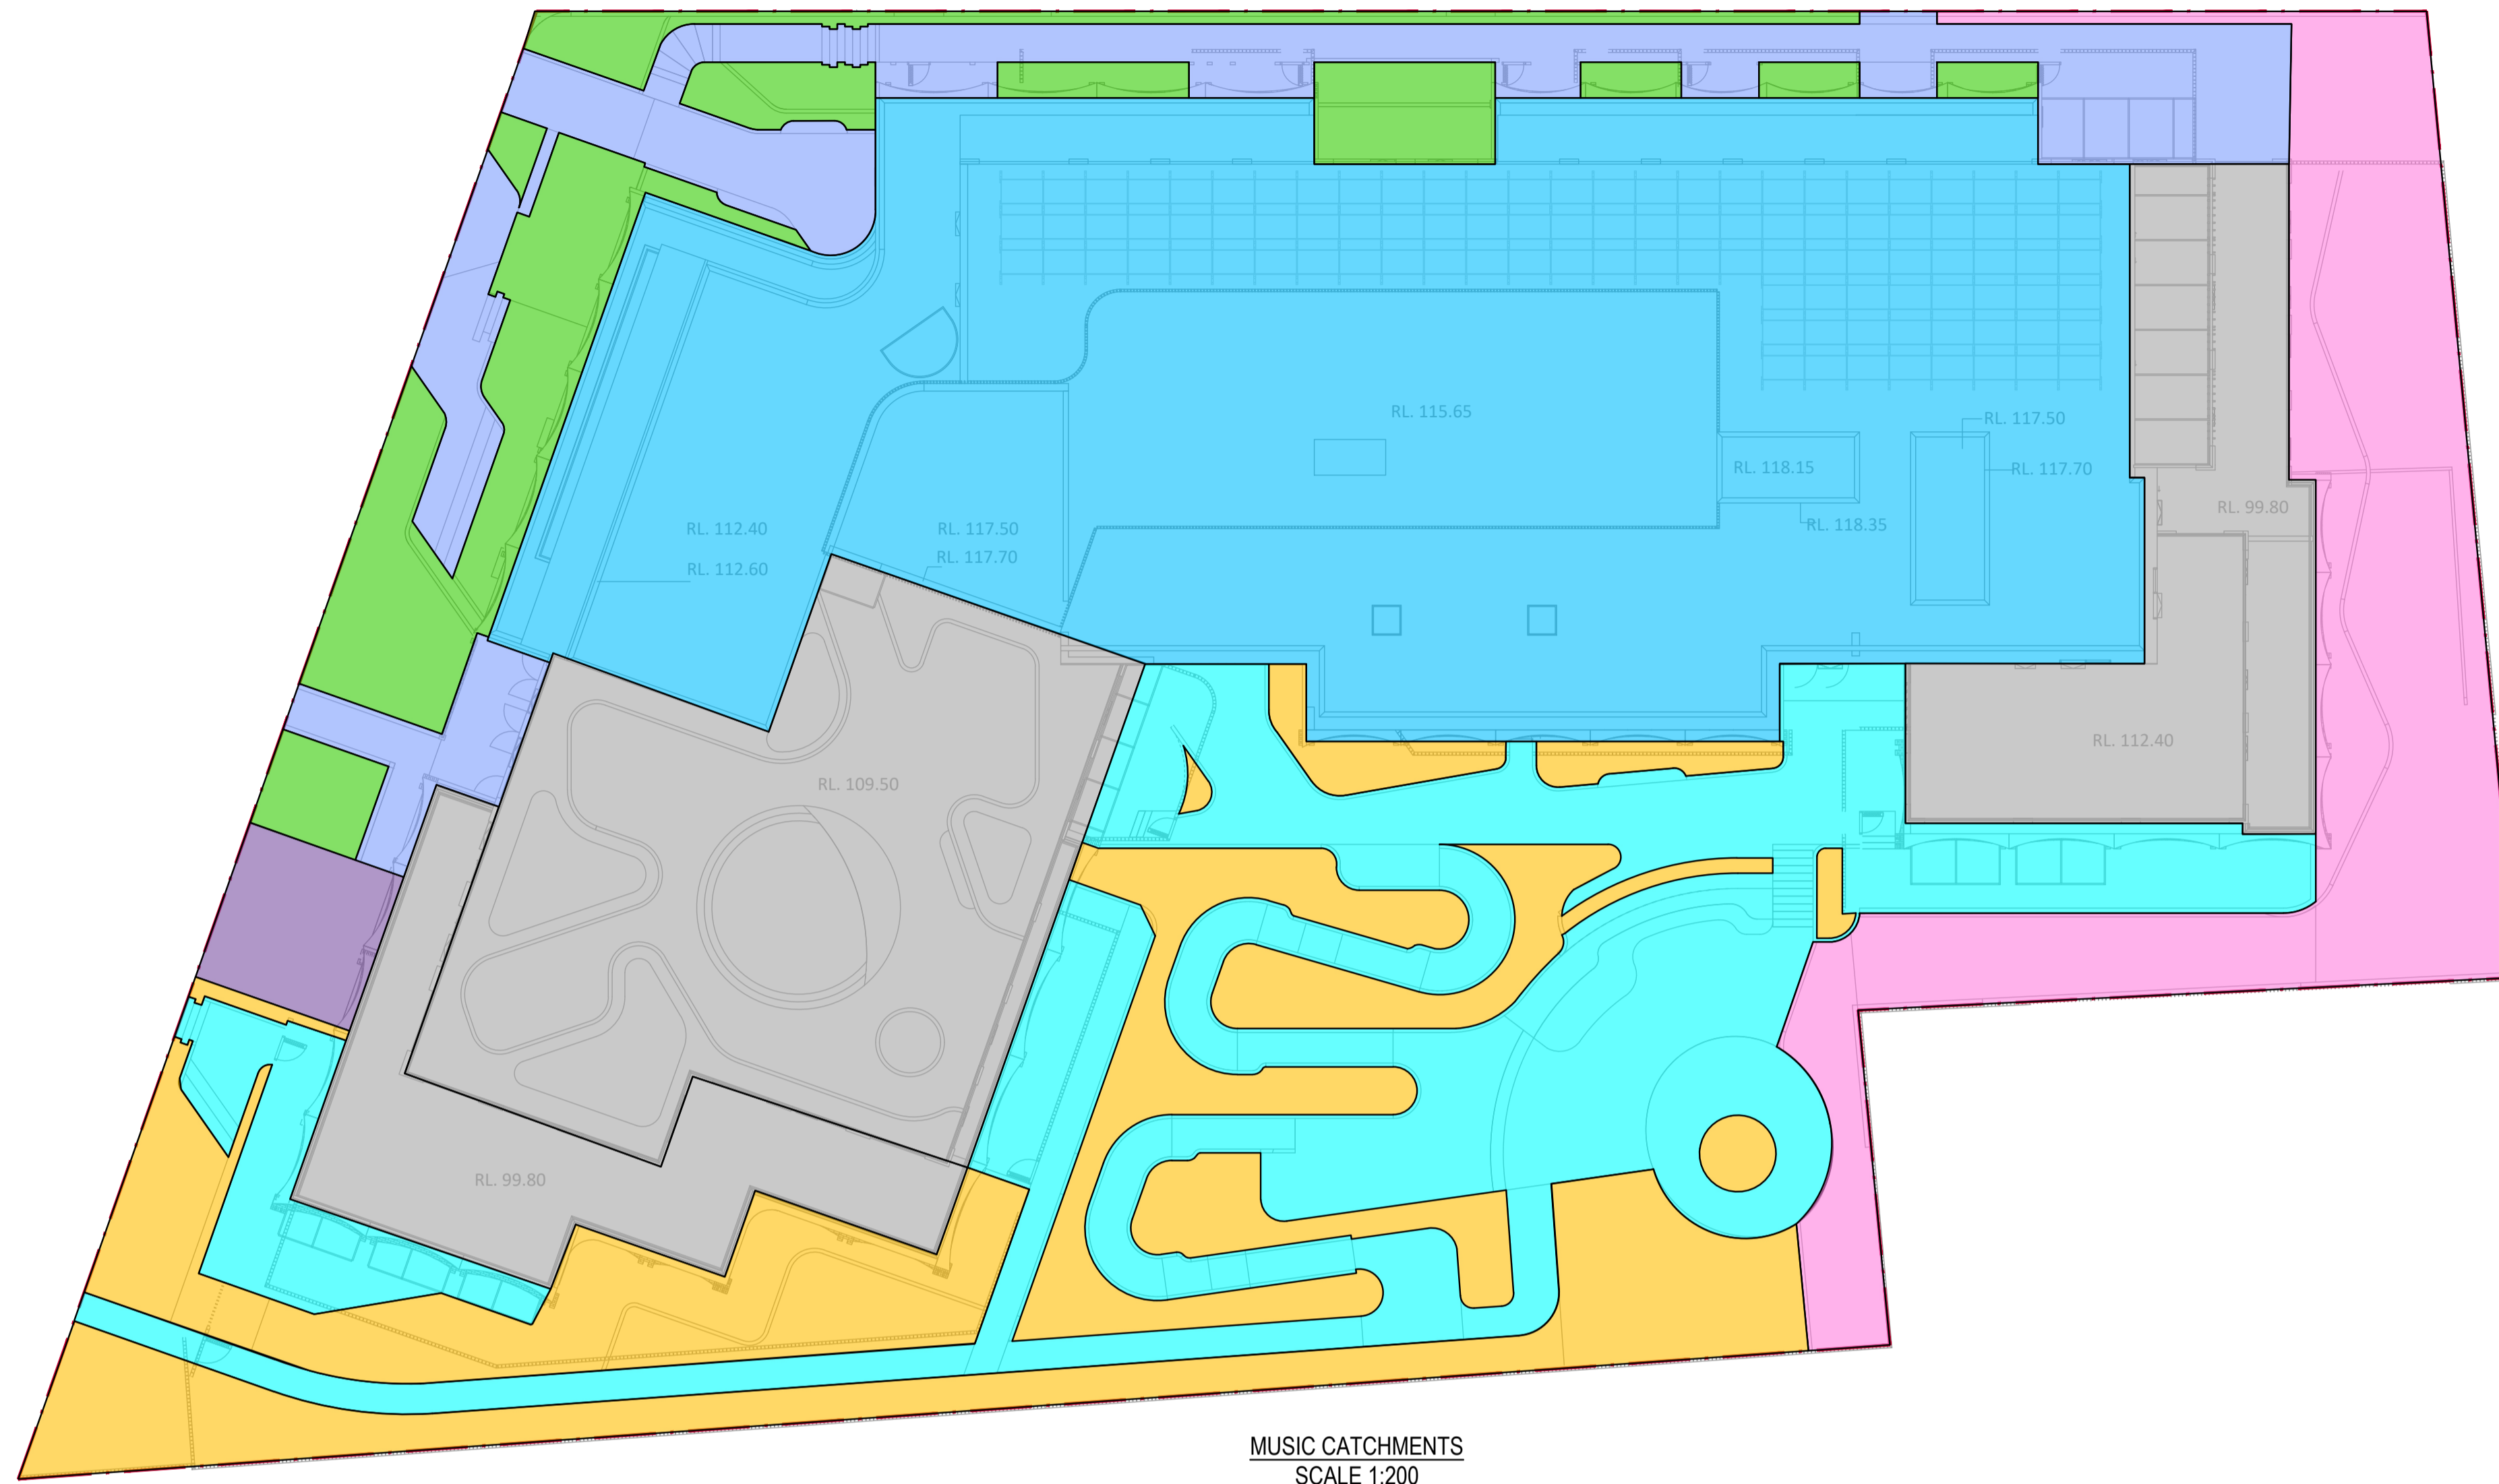 RL. 115.65
RL. 117.50
RL. 118.15
RL. 117.70
RL. 99.80
RL. 112.40
RL. 117.50
RL. 118.35
RL. 117.70
RL. 112.60
RL. 112.40
RL. 109.50
RL. 99.80
MUSIC CATCHMENTS
SCALE 1:200